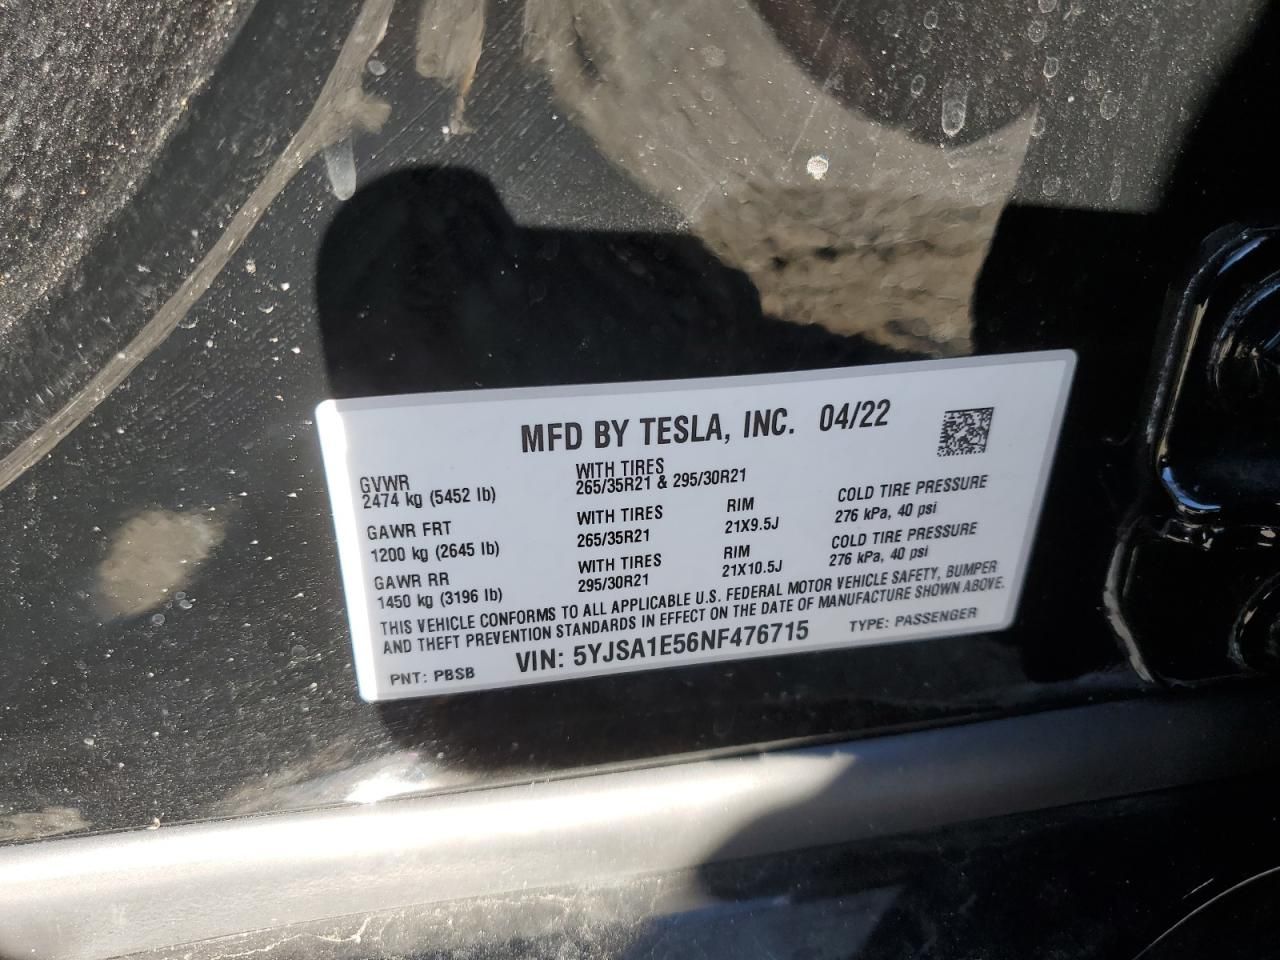 MFD BY TESLA, INC. 04/22
GVWR
2474 kg (5452 lb)
WITH TIRES
265/35R21 & 295/30R21
GAWR FRT
1200 kg (2645 lb)
WITH TIRES
265/35R21
RIM
21X9.5J
COLD TIRE PRESSURE
276 kPa, 40 psi
GAWR RR
1450 kg (3196 lb)
WITH TIRES
295/30R21
RIM
21X10.5J
COLD TIRE PRESSURE
276 kPa, 40 psi
THIS VEHICLE CONFORMS TO ALL APPLICABLE U.S. FEDERAL MOTOR VEHICLE SAFETY, BUMPER
AND THEFT PREVENTION STANDARDS IN EFFECT ON THE DATE OF MANUFACTURE SHOWN ABOVE.
PNT: PBSB VIN: 5YJSA1E56NF476715 TYPE: PASSENGER